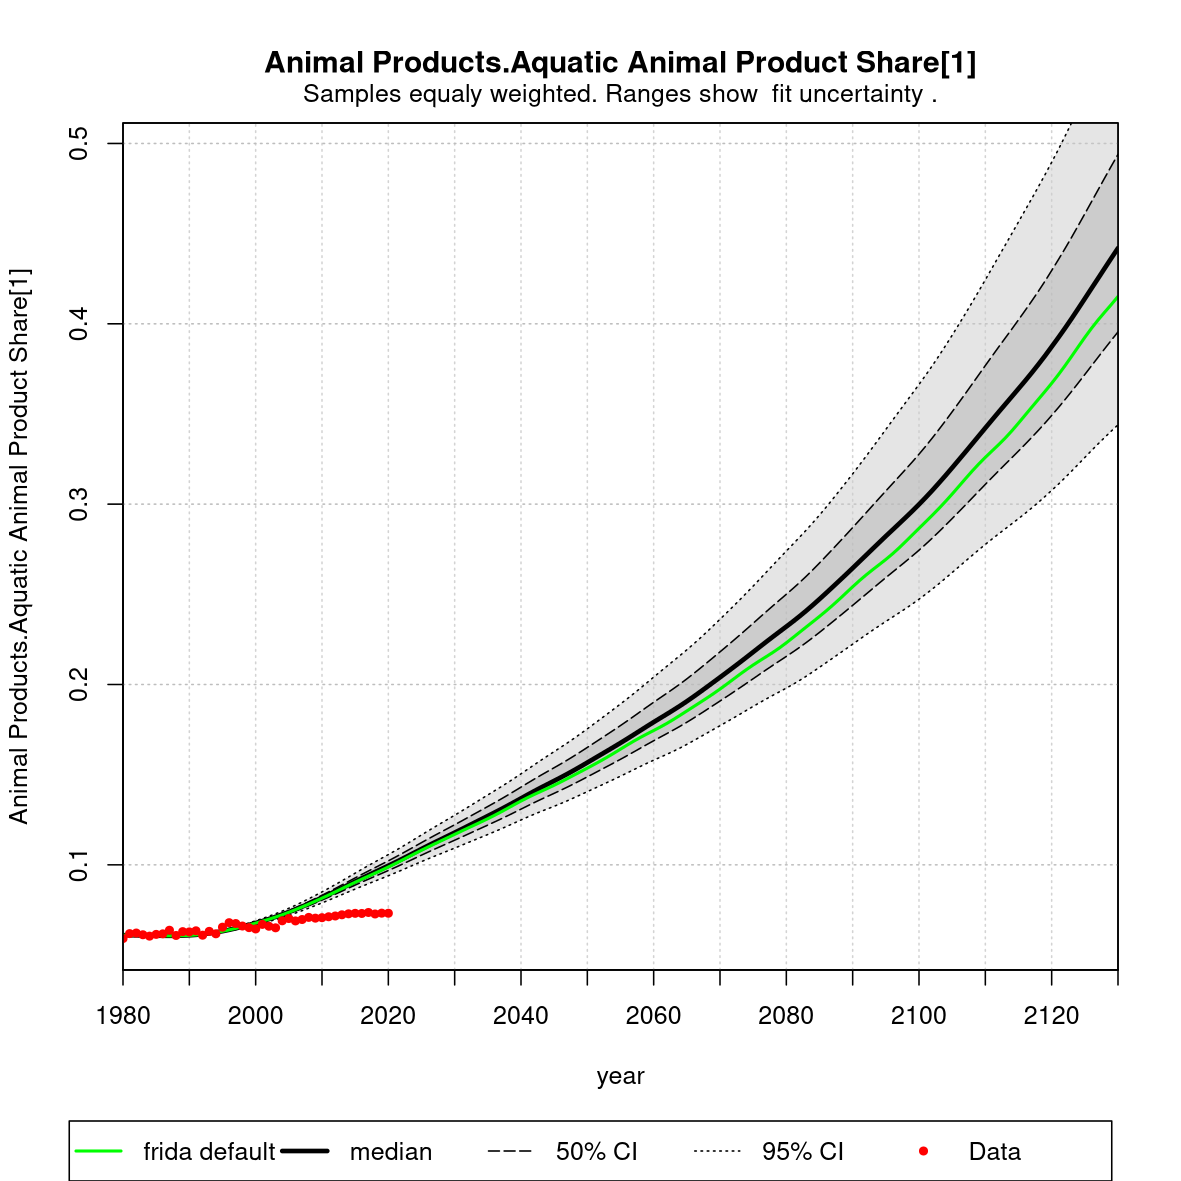 Animal Products.Aquatic Animal Product Share[1]
Samples equaly weighted. Ranges show  fit uncertainty .
Animal Products.Aquatic Animal Product Share[1]
0.5
0.4
0.3
0.2
0.1
1980 2000 2020 2040 2060 2080 2100 2120
year
frida default median 50% CI 95% CI Data